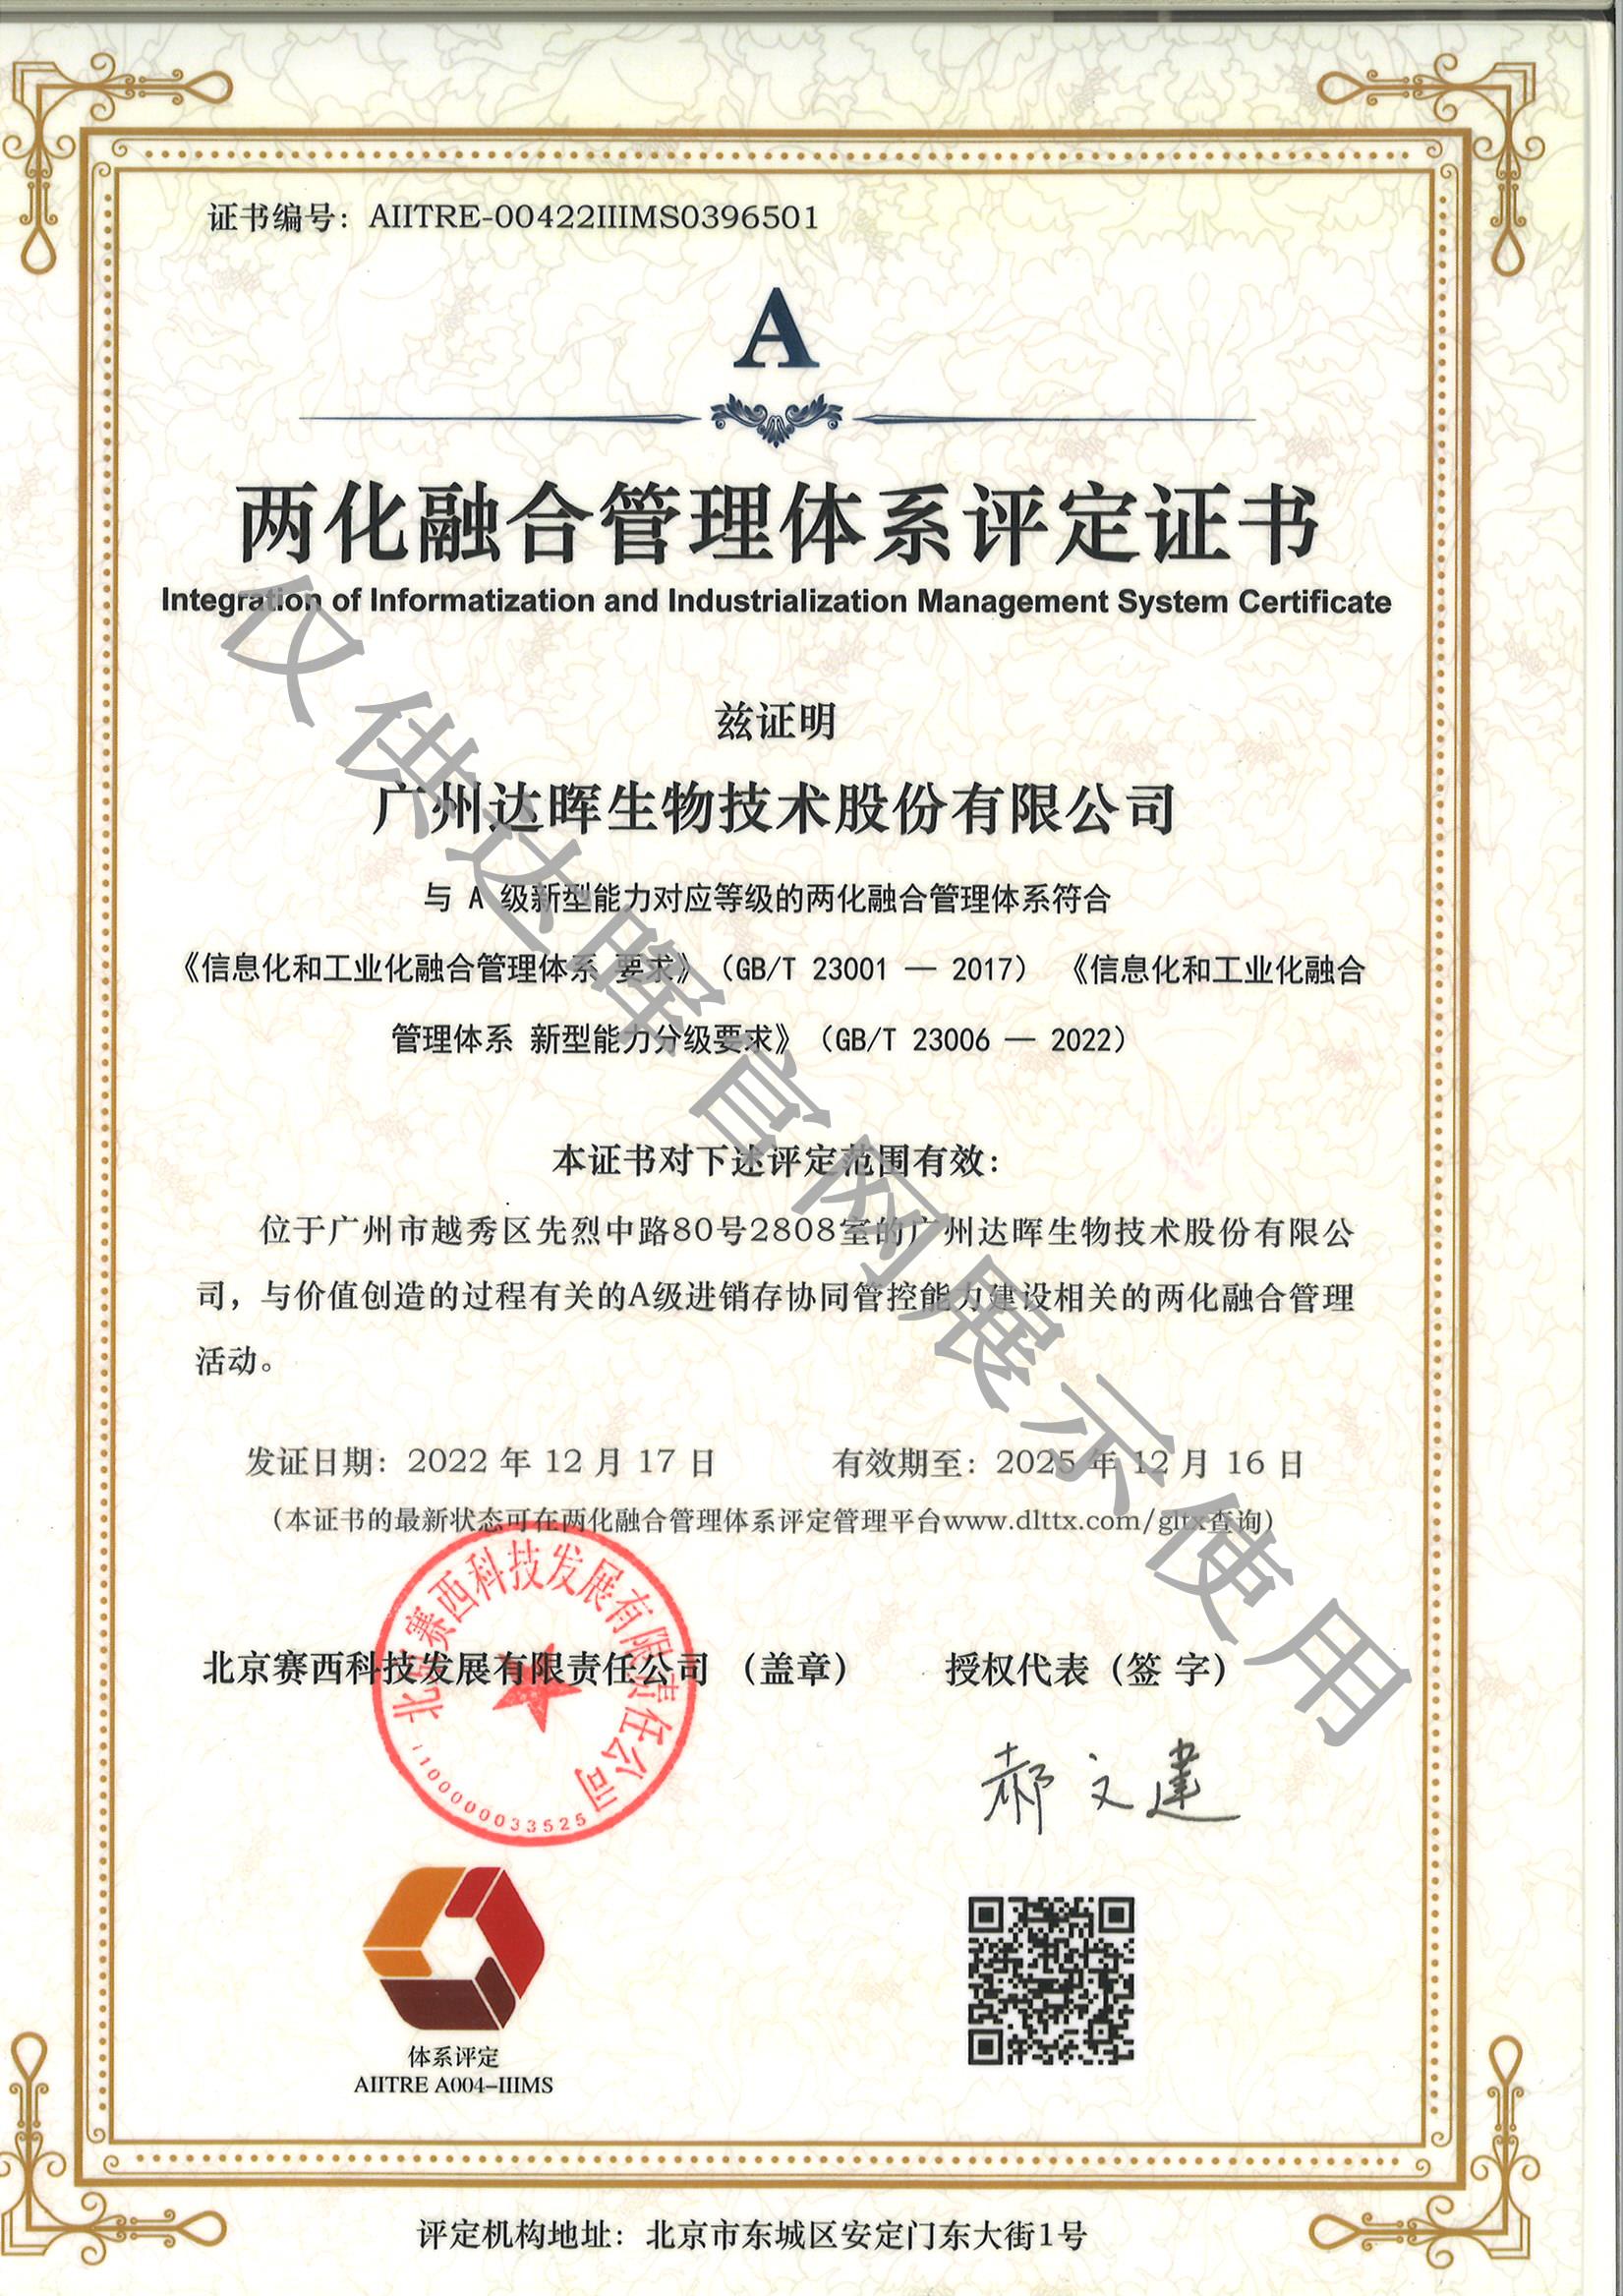 证书编号：AIITRE-00422IIIMS0396501
A
两化融合管理体系评定证书
Integration of Informatization and Industrialization Management System Certificate
兹证明
广州达晖生物技术股份有限公司
与 A 级新型能力对应等级的两化融合管理体系符合
《信息化和工业化融合管理体系 要求》（GB/T 23001 — 2017） 《信息化和工业化融合
管理体系 新型能力分级要求》（GB/T 23006 — 2022）
本证书对下述评定范围有效：
位于广州市越秀区先烈中路80号2808室的广州达晖生物技术股份有限公
司，与价值创造的过程有关的A级进销存协同管控能力建设相关的两化融合管理
活动。
发证日期：2022 年 12 月 17 日 有效期至：2025 年 12 月 16 日
（本证书的最新状态可在两化融合管理体系评定管理平台www.dlttx.com/gltx查询）
北京赛西科技发展有限责任公司 （盖章） 授权代表（签 字）
北京赛西科技发展有限责任公司
1100000033525
郝文建
体系评定
AIITRE A004-IIIMS
评定机构地址：北京市东城区安定门东大街1号
仅供达晖官网展示使用